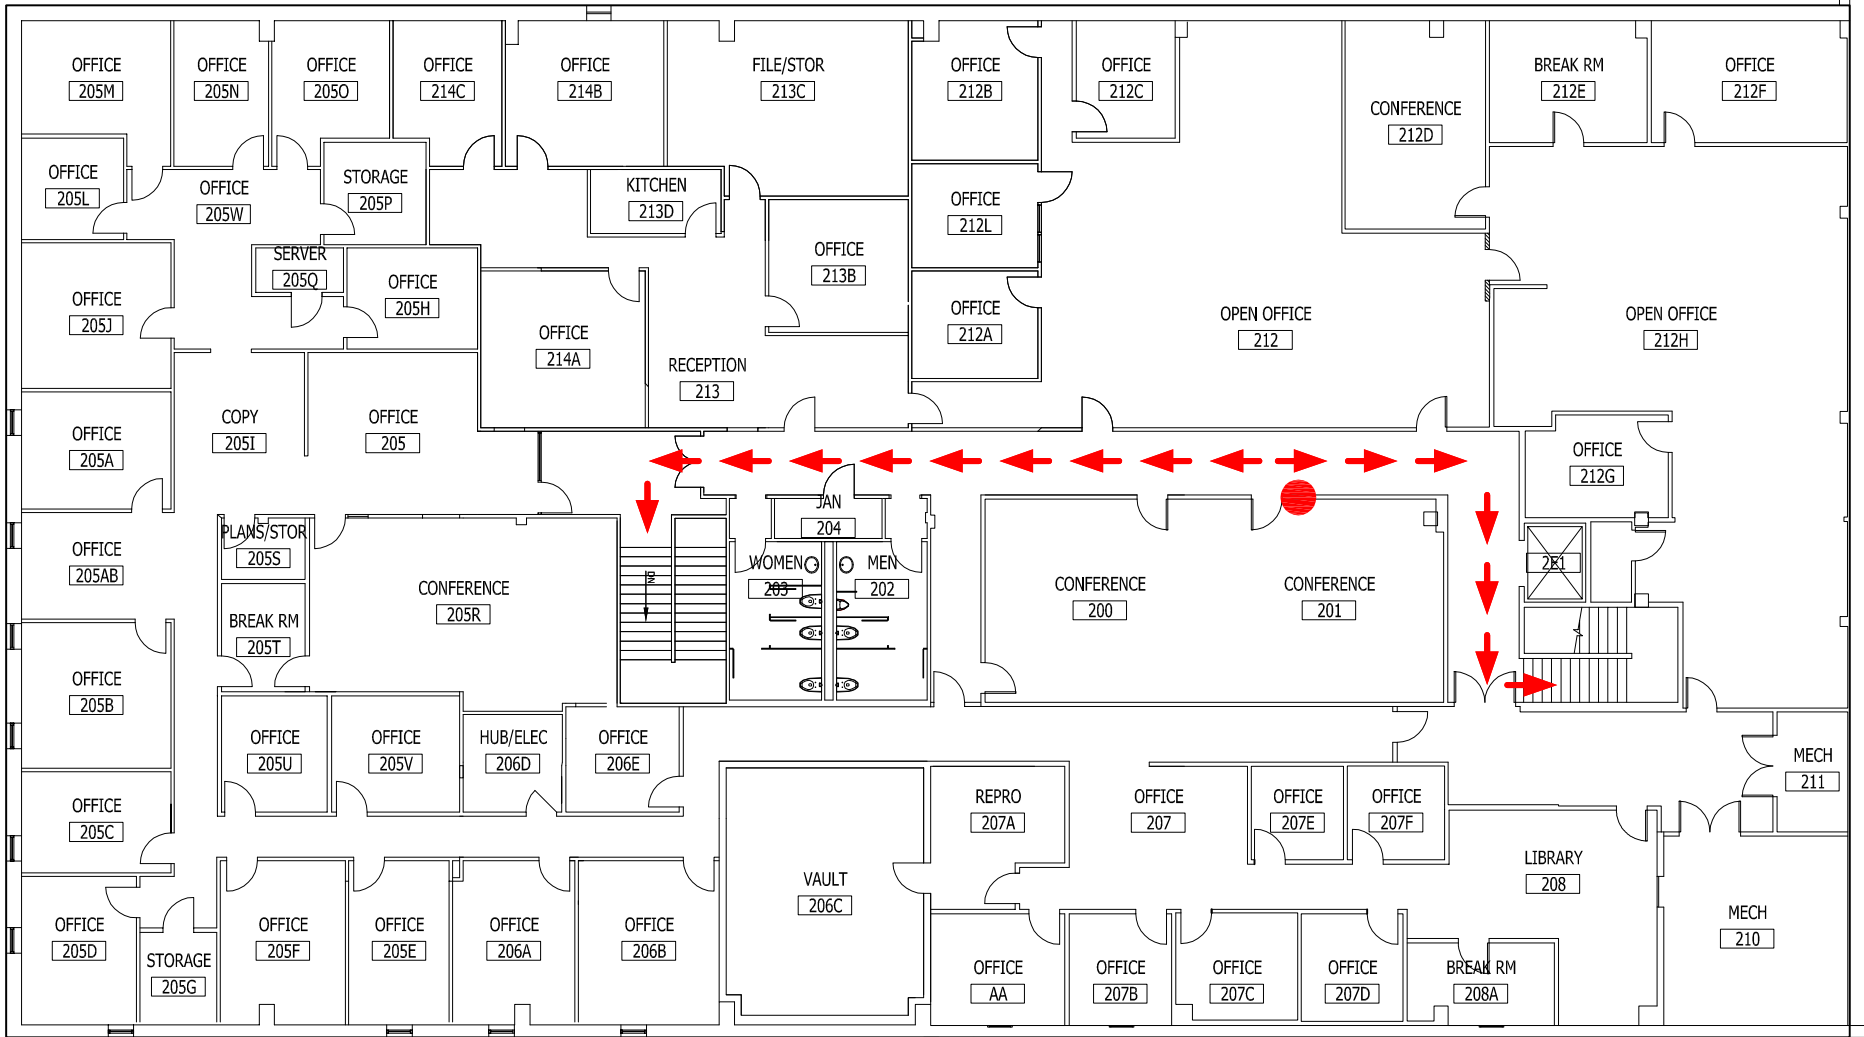 OFFICE
205M
OFFICE
205N
OFFICE
205O
OFFICE
214C
OFFICE
214B
FILE/STOR
213C
OFFICE
212B
OFFICE
212C
CONFERENCE
212D
BREAK RM
212E
OFFICE
212F
OFFICE
205L
OFFICE
205W
STORAGE
205P
KITCHEN
213D
OFFICE
212L
SERVER
205Q
OFFICE
205H
OFFICE
213B
OFFICE
205J
OFFICE
214A
OFFICE
212A
OPEN OFFICE
212
OPEN OFFICE
212H
RECEPTION
213
OFFICE
205A
COPY
205I
OFFICE
205
OFFICE
212G
JAN
204
PLANS/STOR
205S
OFFICE
205AB
WOMEN
203
MEN
202
2E1
DN
CONFERENCE
205R
CONFERENCE
200
CONFERENCE
201
BREAK RM
205T
OFFICE
205B
OFFICE
205U
OFFICE
205V
HUB/ELEC
206D
OFFICE
206E
MECH
211
OFFICE
205C
REPRO
207A
OFFICE
207
OFFICE
207E
OFFICE
207F
VAULT
206C
LIBRARY
208
OFFICE
205D
STORAGE
205G
OFFICE
205F
OFFICE
205E
OFFICE
206A
OFFICE
206B
MECH
210
OFFICE
AA
OFFICE
207B
OFFICE
207C
OFFICE
207D
BREAK RM
208A